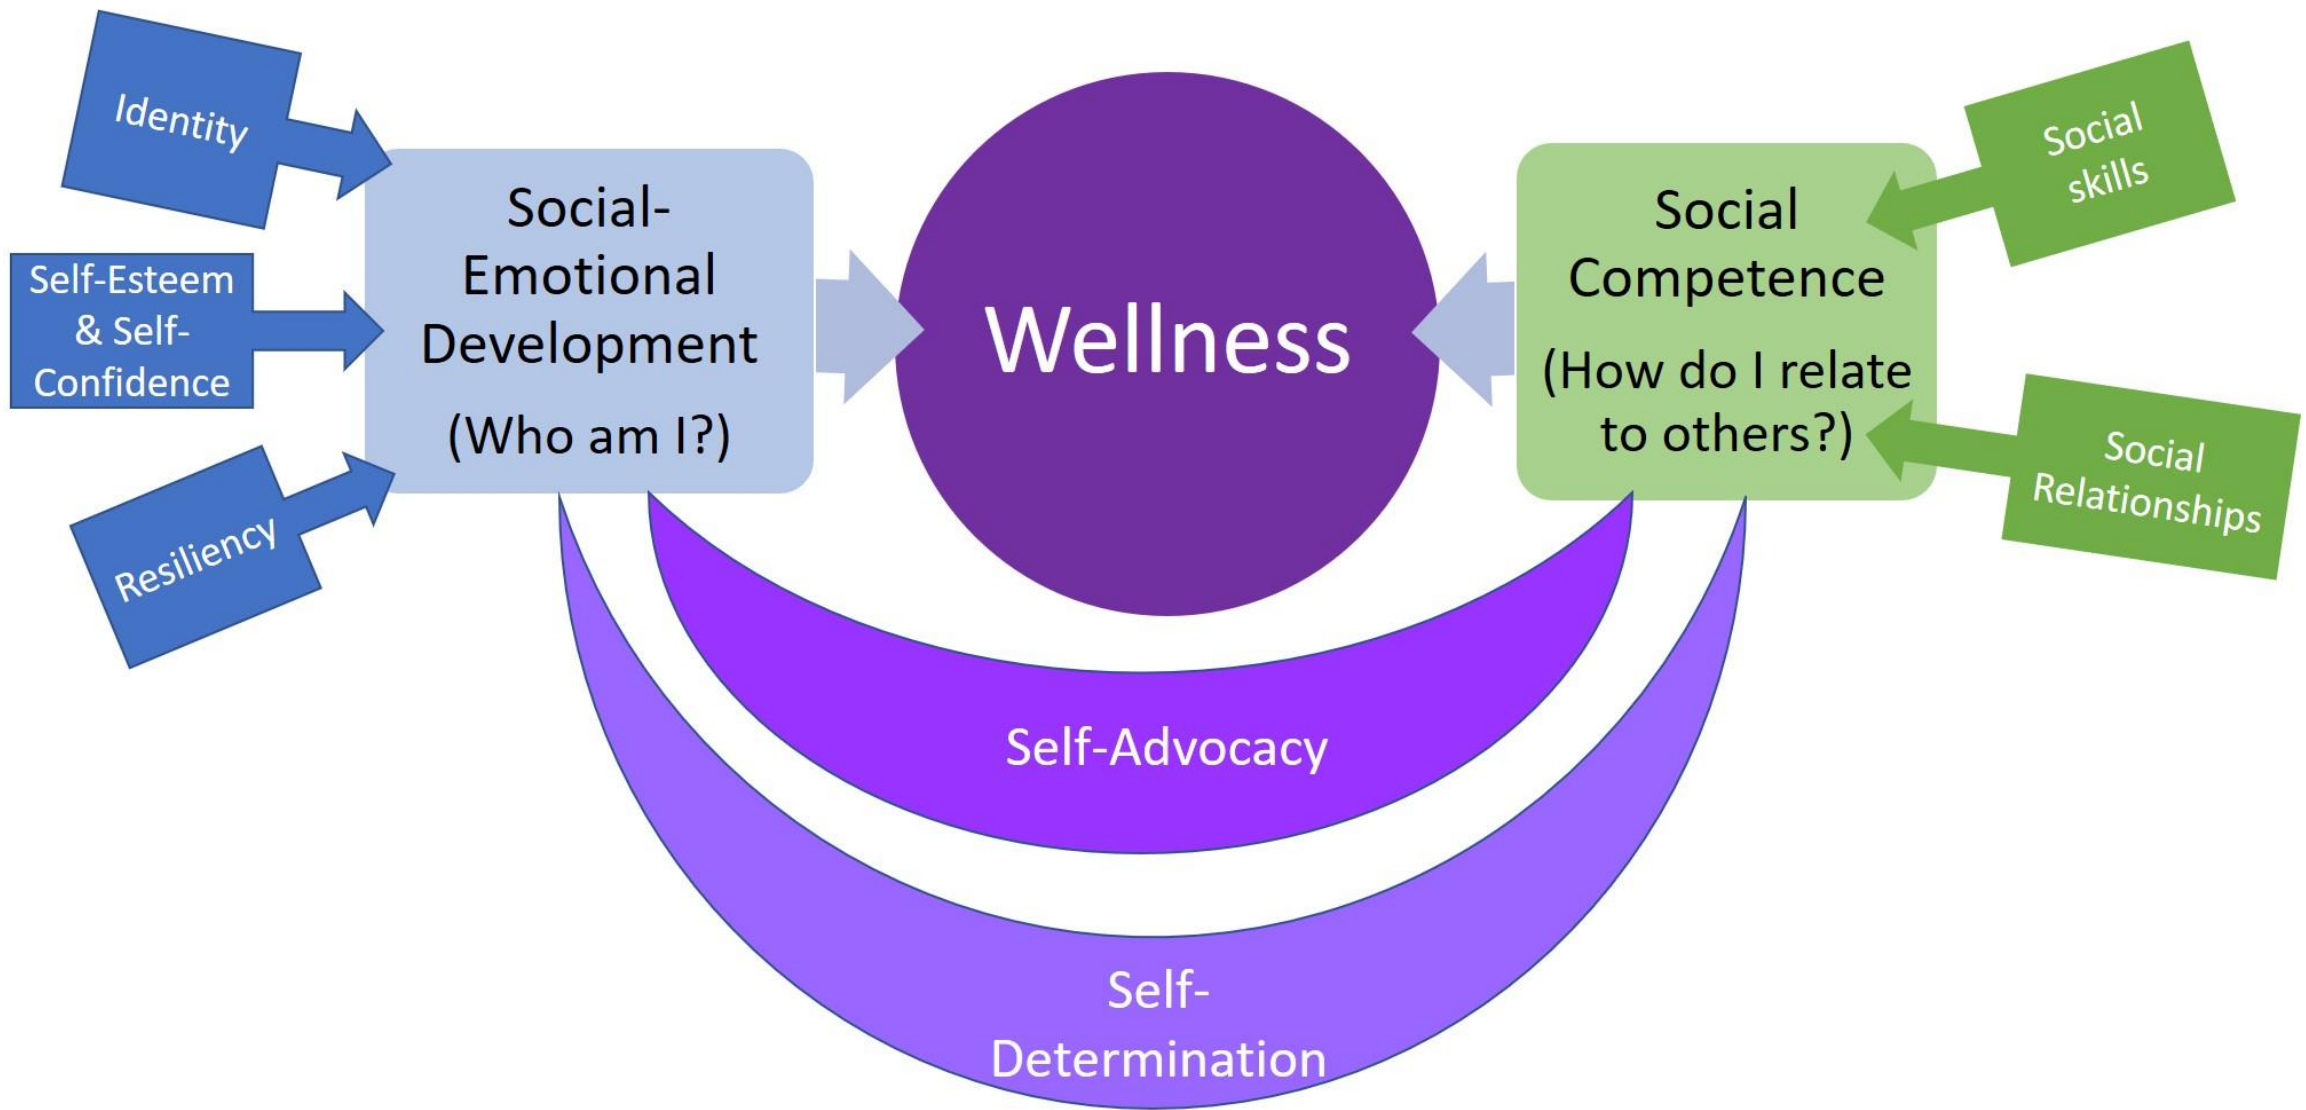 Identity
Self-Esteem
& Self-
Confidence
Resiliency
Social-
Emotional
Development
(Who am I?)
Wellness
Social
Competence
(How do I relate
to others?)
Social
skills
Social
Relationships
Self-Advocacy
Self-
Determination